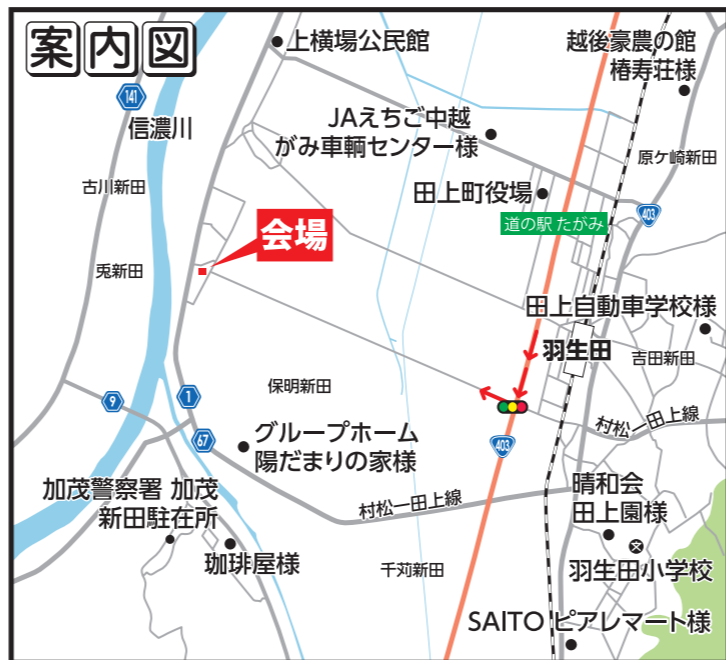 案内図
上横場公民館
越後豪農の館
椿寿荘様
141
信濃川
JAえちご中越
がみ車輌センター様
原ケ崎新田
古川新田
田上町役場
403
道の駅 たがみ
会場
兎新田
田上自動車学校様
羽生田
吉田新田
保明新田
9
1
67
村松一田上線
403
グループホーム
陽だまりの家様
加茂警察署 加茂
新田駐在所
村松一田上線
晴和会
田上園様
珈琲屋様
千苅新田
文
羽生田小学校
SAITO ピアレマート様